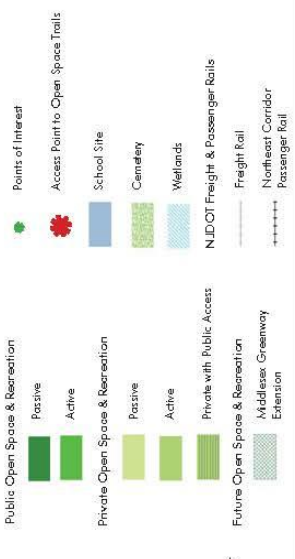 Public Open Space & Recreation
Passive
Active
Private Open Space & Recreation
Passive
Active
Private with Public Access
Future Open Space & Recreation
Middlesex Greenway
Extension
Points of Interest
Access Point to Open Space Trails
School Site
Cemetery
Wetlands
NJDOT Freight & Passenger Rails
Freight Rail
Northeast Corridor
Passenger Rail